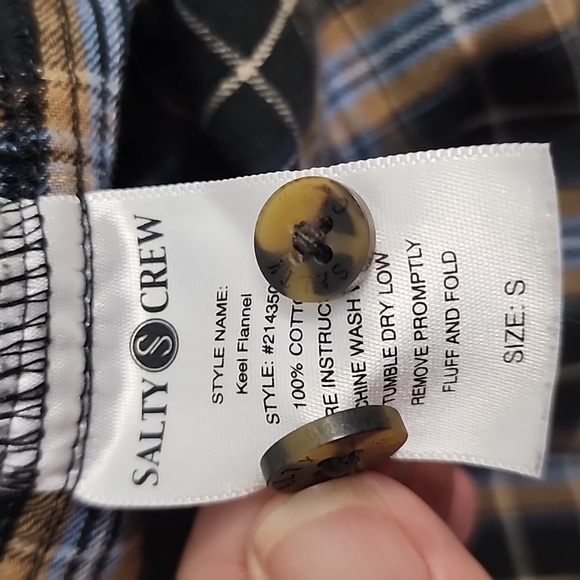 SALTY S CREW
STYLE NAME:
Keel Flannel
STYLE: #214350
100% COTT
RE INSTRUC
CHINE WASH
TUMBLE DRY LOW
REMOVE PROMPTLY
FLUFF AND FOLD
SIZE: S